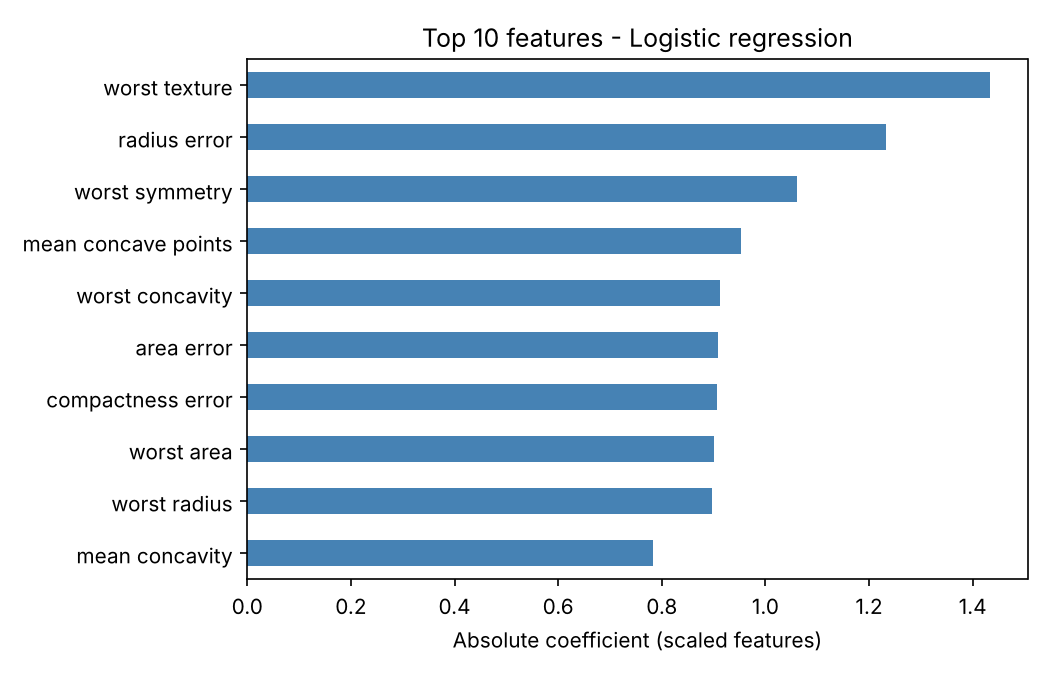 Top 10 features - Logistic regression
worst texture
radius error
worst symmetry
mean concave points
worst concavity
area error
compactness error
worst area
worst radius
mean concavity
0.0 0.2 0.4 0.6 0.8 1.0 1.2 1.4
Absolute coefficient (scaled features)